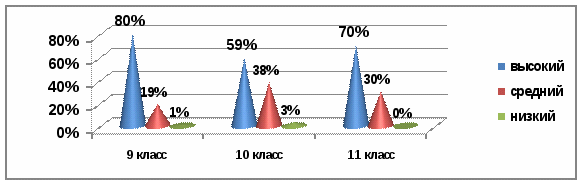 80%
59%
70%
80%
60%
40%
20%
0%
19%
1%
38%
3%
30%
0%
высокий
средний
низкий
9 класс
10 класс
11 класс